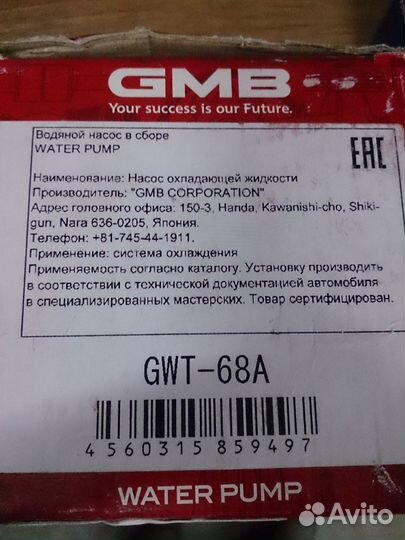 GMB
Your success is our Future.
Водяной насос в сборе
WATER PUMP
EAC
Наименование: Насос охладающей жидкости
Производитель: "GMB CORPORATION"
Адрес головного офиса: 150-3, Handa, Kawanishi-cho, Shiki-
gun, Nara 636-0205, Япония.
Телефон: +81-745-44-1911.
Применение: система охлаждения
Применяемость согласно каталогу. Установку производить
в соответствии с технической документацией автомобиля
в специализированных мастерских. Товар сертифицирован.
GWT-68A
4 560315 859497
WATER PUMP
Avito